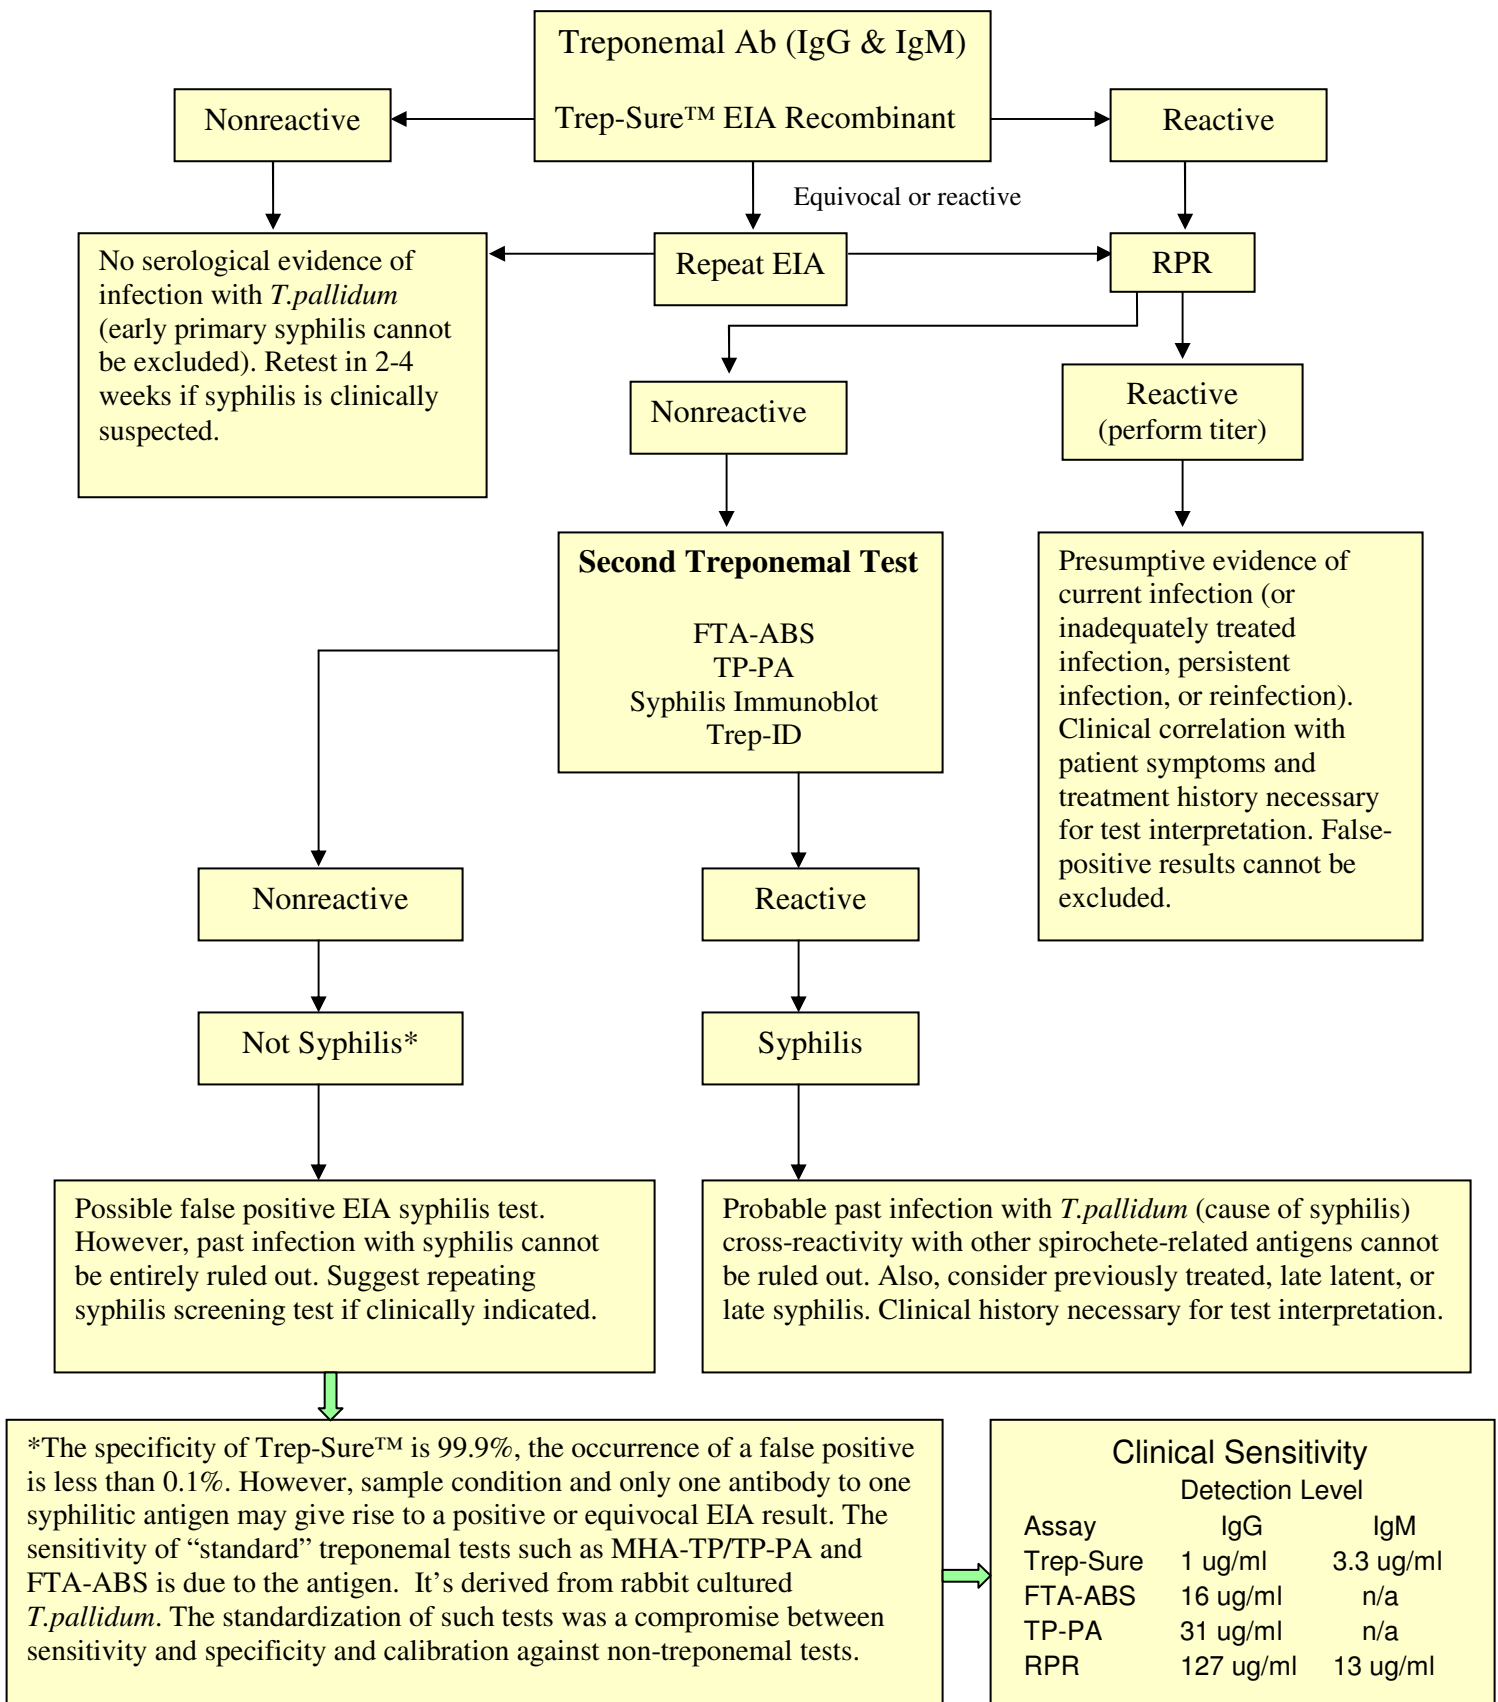 Treponemal Ab (IgG & IgM)
Trep-Sure™ EIA Recombinant
Nonreactive
Reactive
Equivocal or reactive
No serological evidence of
infection with T.pallidum
(early primary syphilis cannot
be excluded). Retest in 2-4
weeks if syphilis is clinically
suspected.
Repeat EIA
RPR
Nonreactive
Reactive
(perform titer)
Second Treponemal Test
FTA-ABS
TP-PA
Syphilis Immunoblot
Trep-ID
Presumptive evidence of
current infection (or
inadequately treated
infection, persistent
infection, or reinfection).
Clinical correlation with
patient symptoms and
treatment history necessary
for test interpretation. False-
positive results cannot be
excluded.
Nonreactive
Reactive
Not Syphilis*
Syphilis
Possible false positive EIA syphilis test.
However, past infection with syphilis cannot
be entirely ruled out. Suggest repeating
syphilis screening test if clinically indicated.
Probable past infection with T.pallidum (cause of syphilis)
cross-reactivity with other spirochete-related antigens cannot
be ruled out. Also, consider previously treated, late latent, or
late syphilis. Clinical history necessary for test interpretation.
*The specificity of Trep-Sure™ is 99.9%, the occurrence of a false positive
is less than 0.1%. However, sample condition and only one antibody to one
syphilitic antigen may give rise to a positive or equivocal EIA result. The
sensitivity of “standard” treponemal tests such as MHA-TP/TP-PA and
FTA-ABS is due to the antigen.  It’s derived from rabbit cultured
T.pallidum. The standardization of such tests was a compromise between
sensitivity and specificity and calibration against non-treponemal tests.
Clinical Sensitivity
Detection Level
Assay IgG IgM
Trep-Sure 1 ug/ml 3.3 ug/ml
FTA-ABS 16 ug/ml n/a
TP-PA 31 ug/ml n/a
RPR 127 ug/ml 13 ug/ml